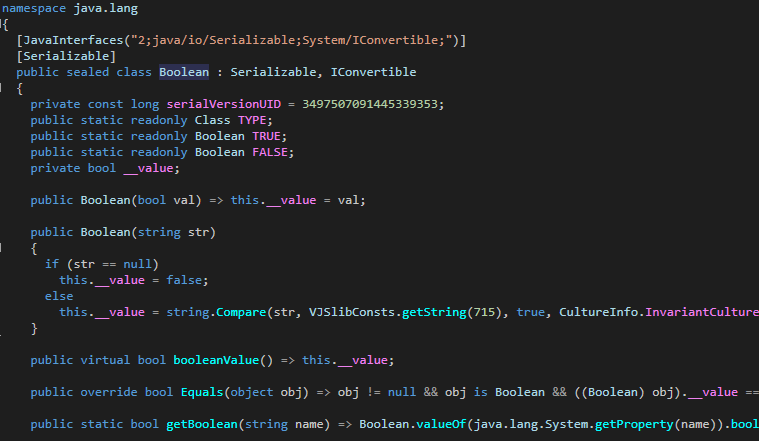 namespace java.lang
{
[JavaInterfaces("2;java/io/Serializable;System/IConvertible;")]
[Serializable]
public sealed class Boolean : Serializable, IConvertible
{
private const long serialVersionUID = 3497507091445339353;
public static readonly Class TYPE;
public static readonly Boolean TRUE;
public static readonly Boolean FALSE;
private bool __value;
public Boolean(bool val) => this.__value = val;
public Boolean(string str)
{
if (str == null)
this.__value = false;
else
this.__value = string.Compare(str, VJSlibConsts.getString(715), true, CultureInfo.InvariantCulture
}
public virtual bool booleanValue() => this.__value;
public override bool Equals(object obj) => obj != null && obj is Boolean && ((Boolean) obj).__value ==
public static bool getBoolean(string name) => Boolean.valueOf(java.lang.System.getProperty(name)).bool